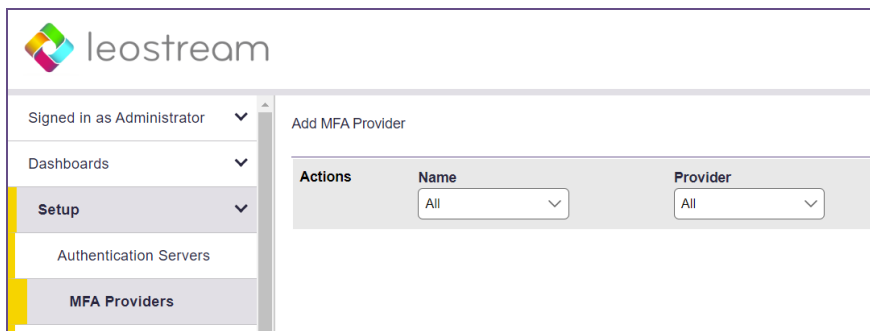 leostream
Signed in as Administrator
Add MFA Provider
Dashboards
Actions Name Provider
All All
Setup
Authentication Servers
MFA Providers